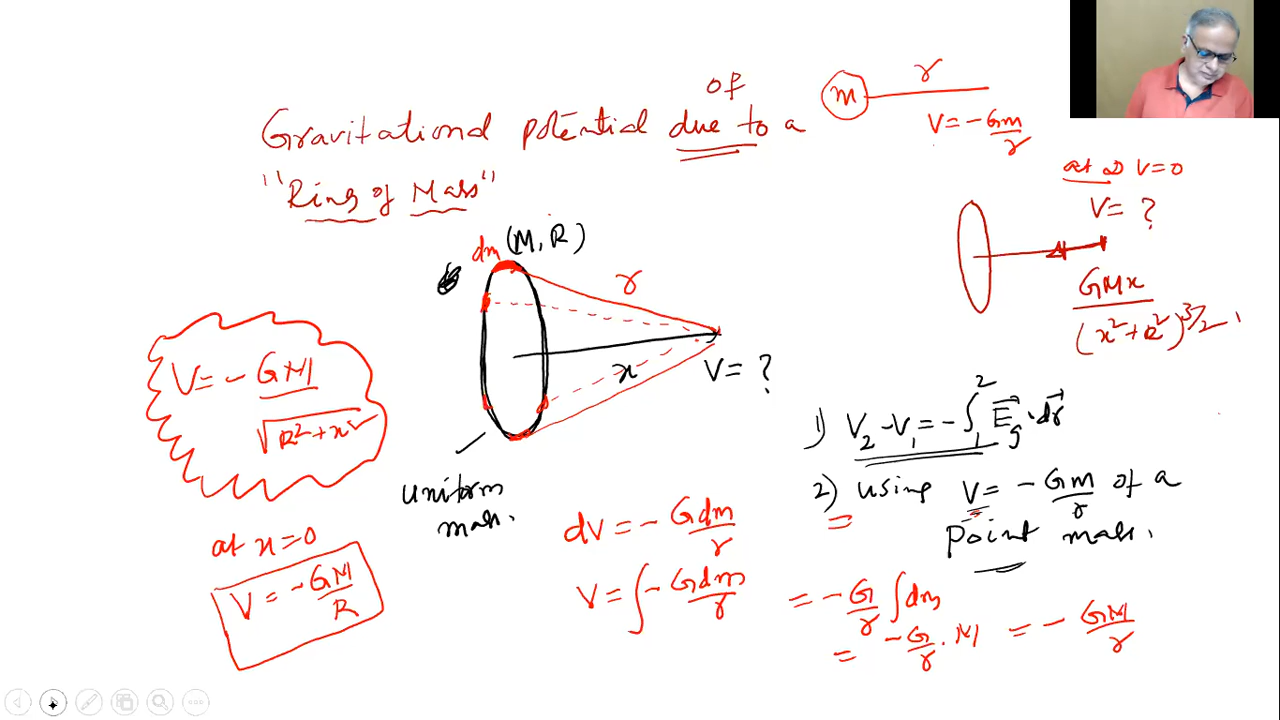 Gravitational potential of due to a
"Ring of Mass"
m
r
V = -Gm/r
at ∞ V=0
V= ?
GMx/(x²+R²)^3/2
dm (M, R)
r
x
V= ?
uniform
mass.
V= - GM/√R²+x²
at x=0
V = -GM/R
1) V₂ -V₁ = -∫₁² E⃗g · dr⃗
2) using V= - Gm/r of a
point mass.
dV = - Gdm/r
V = ∫ - Gdm/r = -G/r ∫dm
= -G/r . M = - GM/r